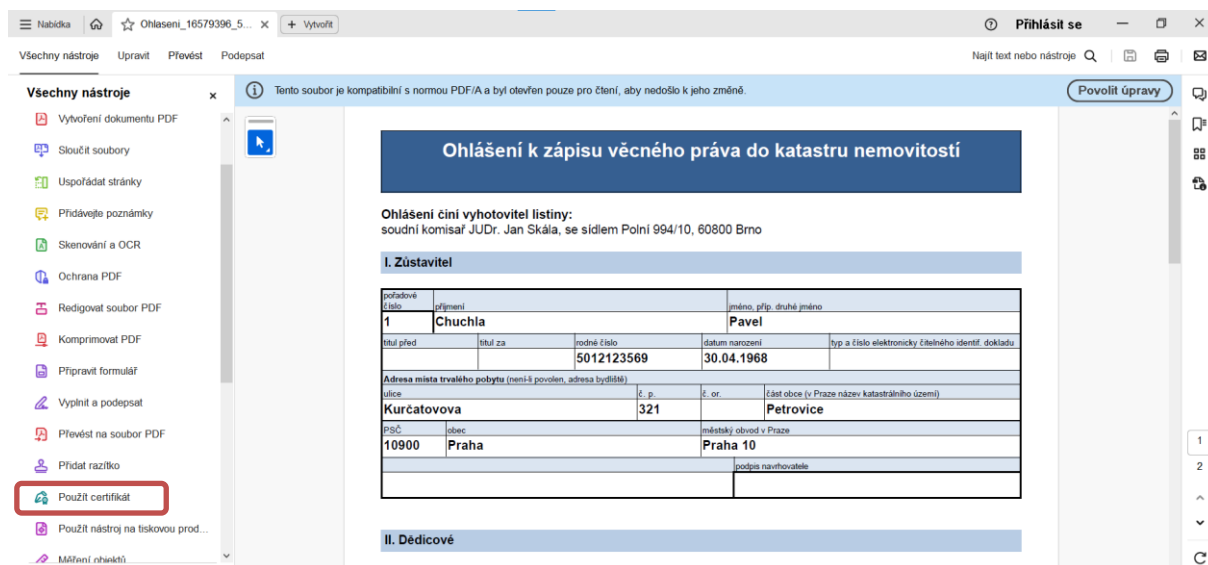 Nabídka
Ohlaseni_16579396_5...
Vytvořit
Přihlásit se
Všechny nástroje Upravit Převést Podepsat
Najít text nebo nástroje
Všechny nástroje
Tento soubor je kompatibilní s normou PDF/A a byl otevřen pouze pro čtení, aby nedošlo k jeho změně.
Povolit úpravy
Vytvoření dokumentu PDF
Sloučit soubory
Uspořádat stránky
Přidávejte poznámky
Skenování a OCR
Ochrana PDF
Redigovat soubor PDF
Komprimovat PDF
Připravit formulář
Vyplnit a podepsat
Převést na soubor PDF
Přidat razítko
Použít certifikát
Použít nástroj na tiskovou prod...
Měření objektů
Ohlášení k zápisu věcného práva do katastru nemovitostí
Ohlášení činí vyhotovitel listiny:
soudní komisař JUDr. Jan Skála, se sídlem Polní 994/10, 60800 Brno
I. Zůstavitel
pořadové
číslo příjmení jméno, příp. druhé jméno
1 Chuchla Pavel
titul před titul za rodné číslo datum narození typ a číslo elektronicky čitelného identif. dokladu
5012123569 30.04.1968
Adresa místa trvalého pobytu (není-li povolen, adresa bydliště)
ulice č. p. č. or. část obce (v Praze název katastrálního území)
Kurčatovova 321 Petrovice
PSČ obec městský obvod v Praze
10900 Praha Praha 10
podpis navrhovatele
II. Dědicové
1
2